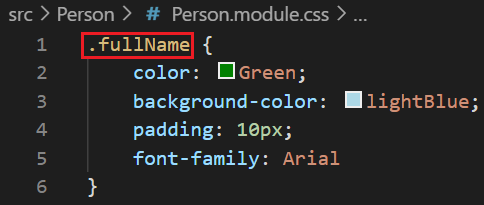 src > Person > # Person.module.css > ...
1 .fullName {
2 color: Green;
3 background-color: lightBlue;
4 padding: 10px;
5 font-family: Arial
6 }